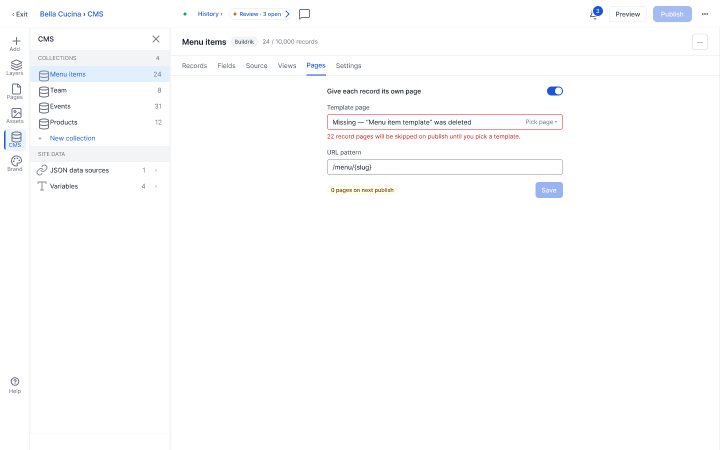 ‹ Exit
Bella Cucina › CMS
History ›
Review · 3 open
3
Preview
Publish
Add
Layers
Pages
Assets
CMS
Brand
Help
CMS
COLLECTIONS 4
Menu items 24
Team 8
Events 31
Products 12
+ New collection
SITE DATA
JSON data sources 1
Variables 4
Menu items Buildrik 24 / 10,000 records
Records Fields Source Views Pages Settings
Give each record its own page
Template page
Missing — "Menu item template" was deleted Pick page
22 record pages will be skipped on publish until you pick a template.
URL pattern
/menu/{slug}
0 pages on next publish
Save